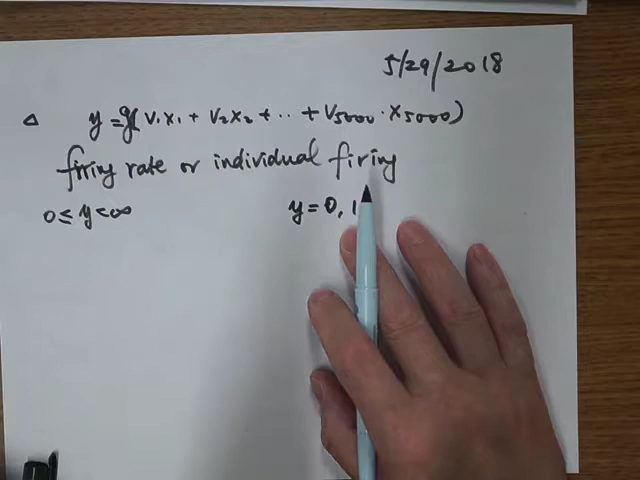 5/29/2018
△ y = g(v₁x₁ + v₂x₂ + ·· + v₅₀₀₀·x₅₀₀₀)
firing rate or individual firing
0 ≤ y < ∞ y = 0, 1